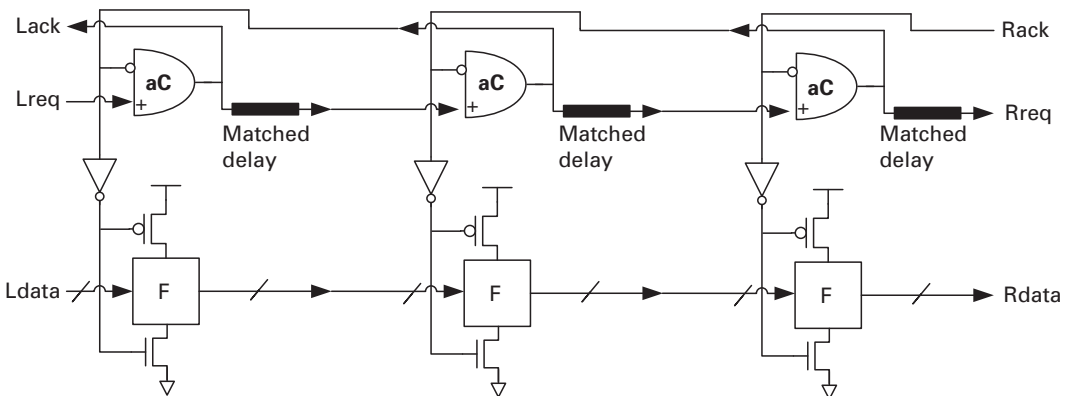 Lack
Rack
aC
aC
aC
Lreq
+
+
+
Rreq
Matched
delay
Matched
delay
Matched
delay
Ldata
F
F
F
Rdata